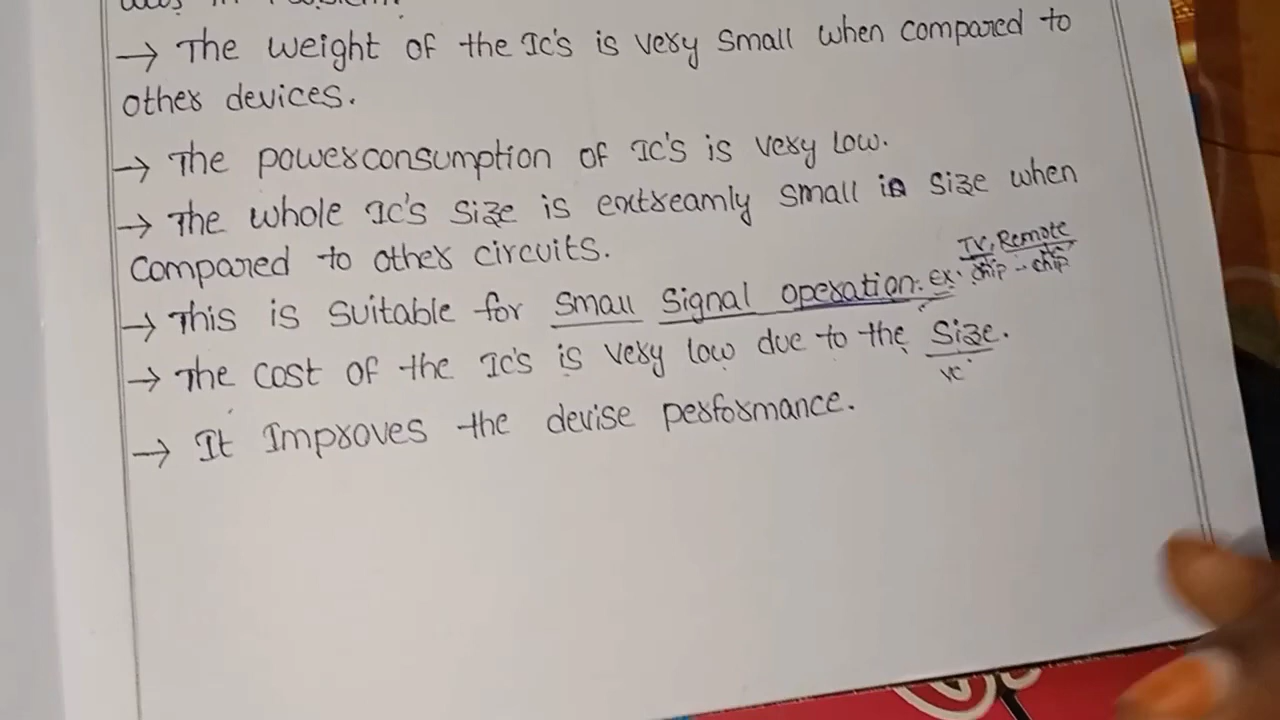 → The weight of the Ic's is very small when compared to
other devices.
→ The powerconsumption of Ic's is very low.
→ The whole Ic's size is extreamly small in size when
compared to other circuits.
→ This is suitable for small signal operation. ex. TV, Remote
chip - chip
→ The cost of the Ic's is very low due to the size.
→ It Improves the devise performance.